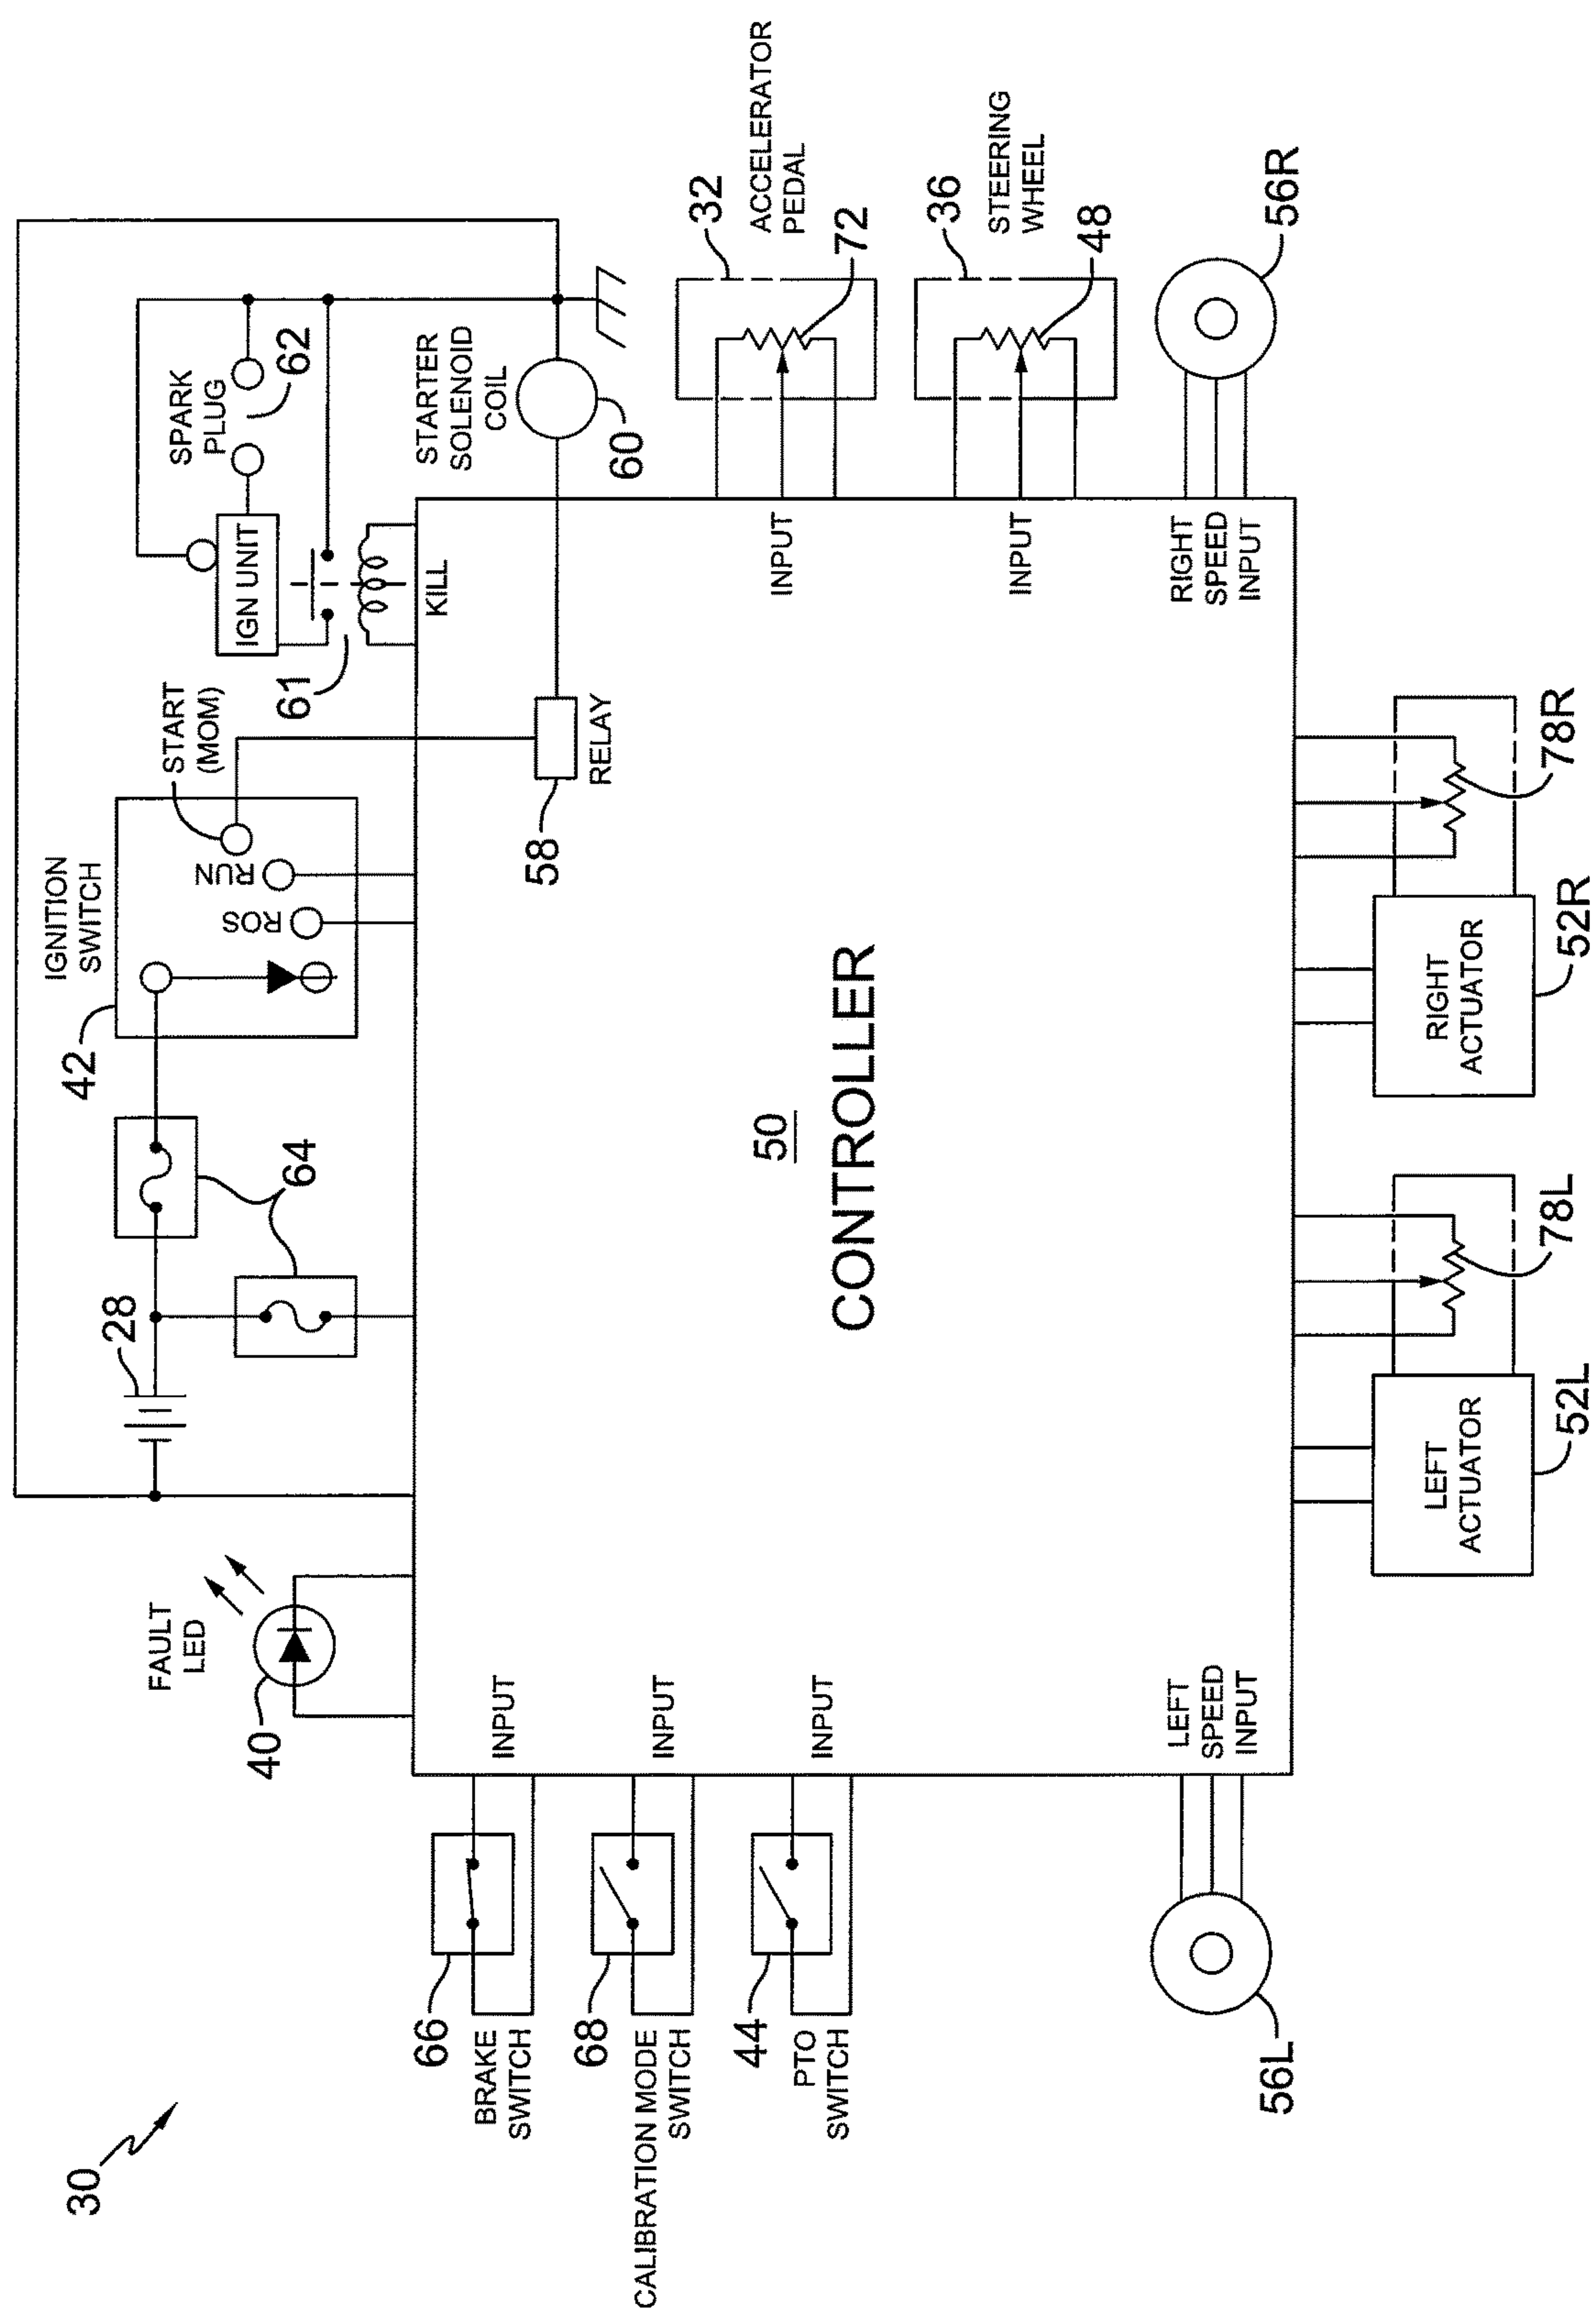 30
FAULT
LED
40
28
64
42
IGNITION
SWITCH
ROS
RUN
START
(MOM)
61
IGN UNIT
SPARK
PLUG
62
KILL
STARTER
SOLENOID
COIL
60
58
RELAY
66
BRAKE
SWITCH
INPUT
68
CALIBRATION MODE
SWITCH
INPUT
44
PTO
SWITCH
INPUT
50
CONTROLLER
INPUT
32
ACCELERATOR
PEDAL
72
INPUT
36
STEERING
WHEEL
48
LEFT
SPEED
INPUT
56L
RIGHT
SPEED
INPUT
56R
LEFT
ACTUATOR
52L
78L
RIGHT
ACTUATOR
52R
78R